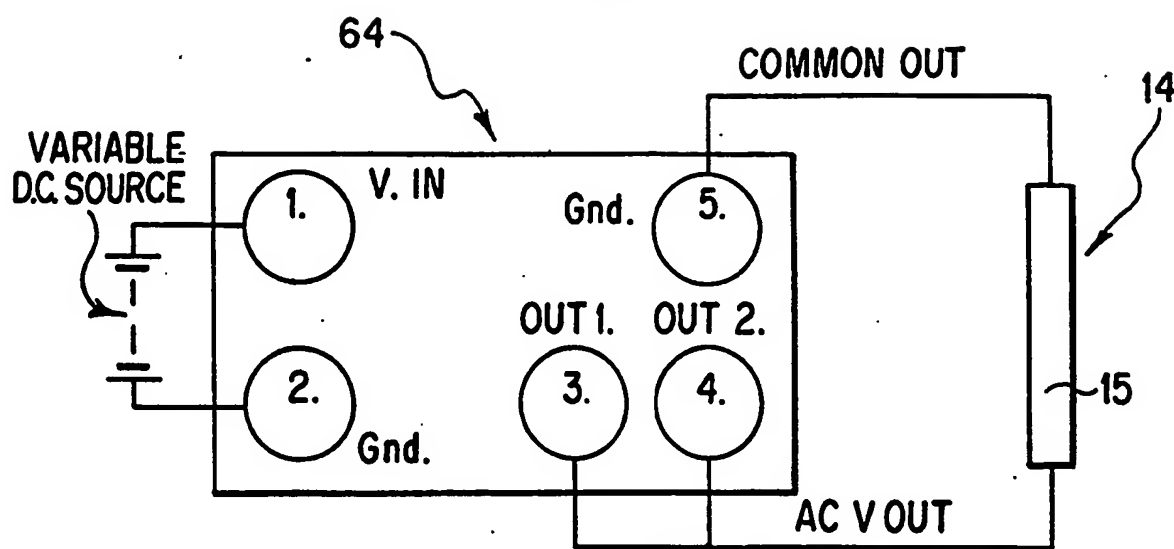 64
COMMON OUT
14
VARIABLE
D.C. SOURCE
1.
V. IN
Gnd.
5.
OUT 1.
OUT 2.
2.
Gnd.
3.
4.
15
AC V OUT